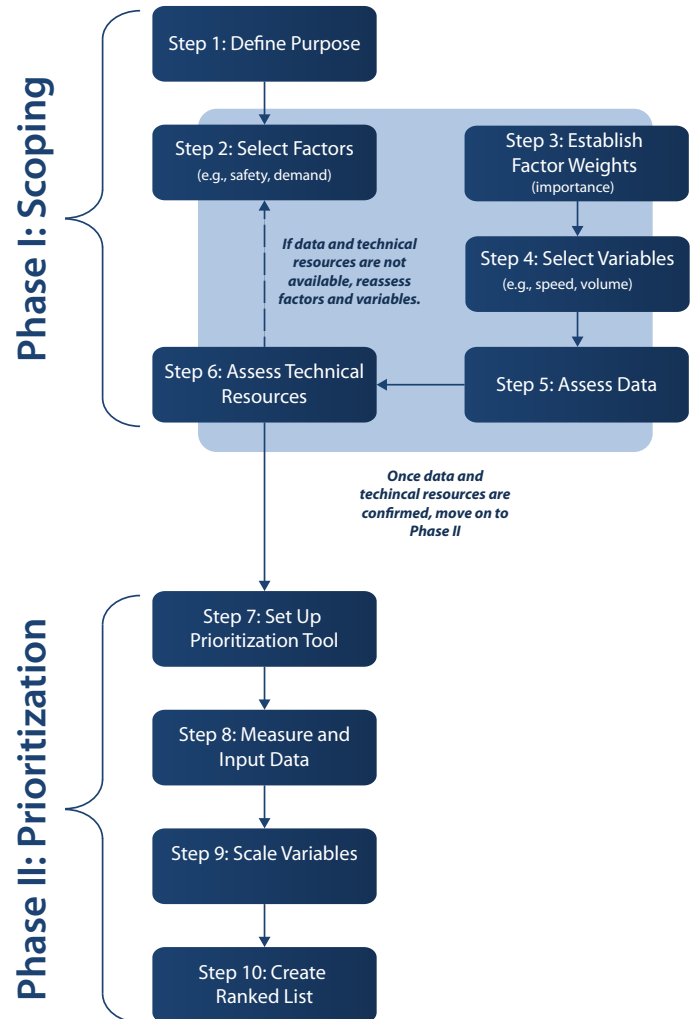 Phase I: Scoping
Step 1: Define Purpose
Step 2: Select Factors
(e.g., safety, demand)
Step 3: Establish
Factor Weights
(importance)
Step 4: Select Variables
(e.g., speed, volume)
If data and technical
resources are not
available, reassess
factors and variables.
Step 5: Assess Data
Step 6: Assess Technical
Resources
Once data and
techincal resources are
confirmed, move on to
Phase II
Phase II: Prioritization
Step 7: Set Up
Prioritization Tool
Step 8: Measure and
Input Data
Step 9: Scale Variables
Step 10: Create
Ranked List